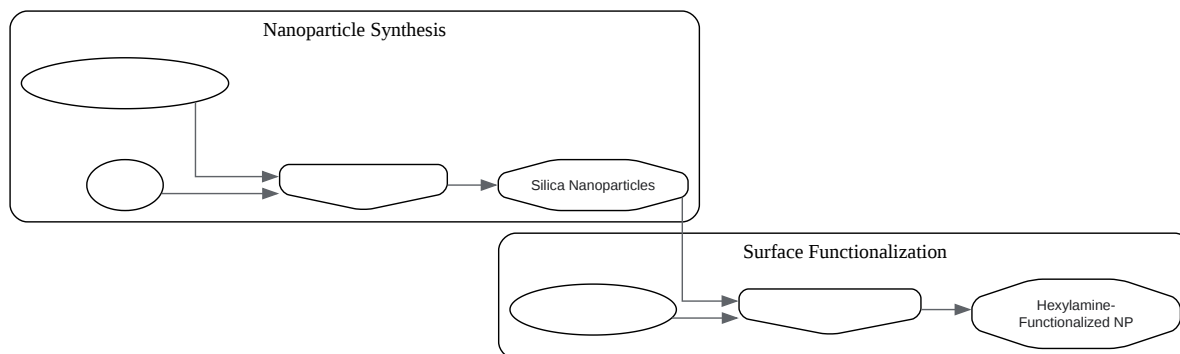 Nanoparticle Synthesis
Silica Nanoparticles
Surface Functionalization
Hexylamine-
Functionalized NP